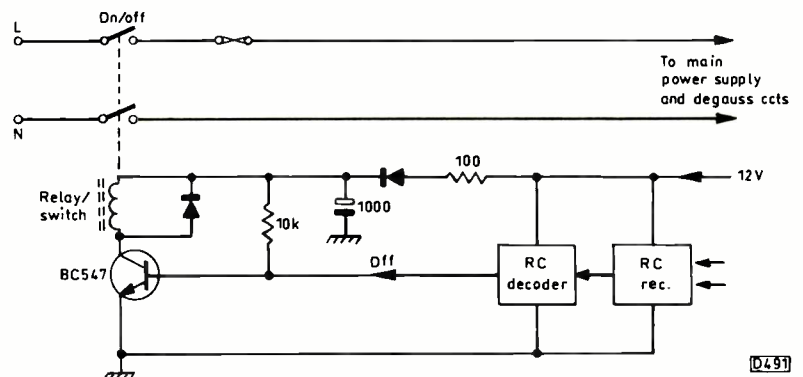 L
On/off
N
To main
power supply
and degauss ccts
Relay/
switch
10k
1000
100
12V
BC547
Off
RC
decoder
RC
rec.
D491